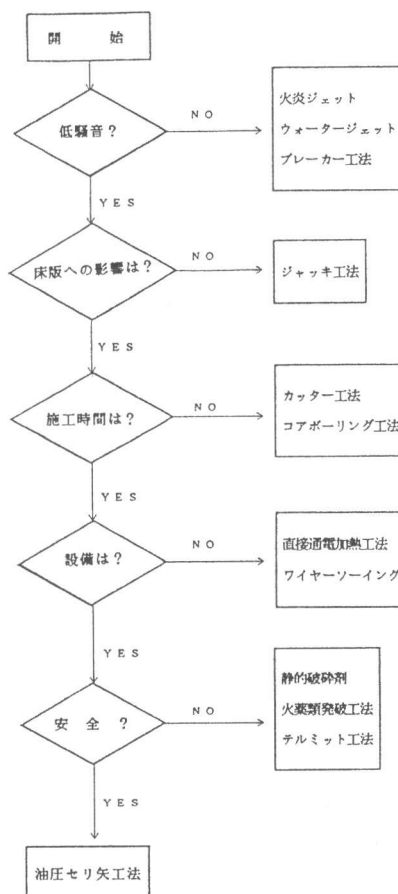 開始
低騒音?
NO
火炎ジェット
ウォータージェット
ブレーカー工法
YES
床版への影響は?
NO
ジャッキ工法
YES
施工時間は?
NO
カッター工法
コアボーリング工法
YES
設備は?
NO
直接通電加熱工法
ワイヤーソーイング
YES
安全?
NO
静的破砕剤
火薬類発破工法
テルミット工法
YES
油圧セリ矢工法